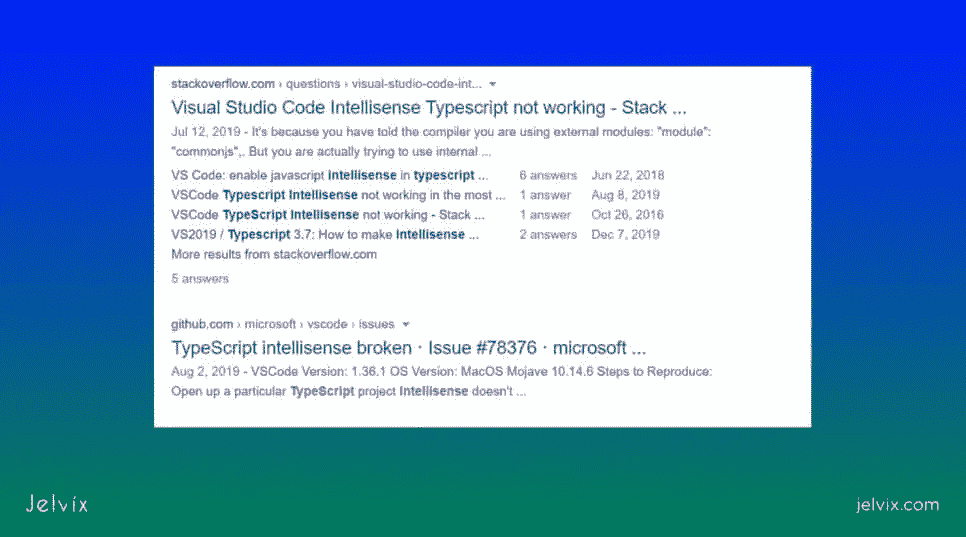 stackoverflow.com › questions › visual-studio-code-int...
Visual Studio Code Intellisense Typescript not working - Stack ...
Jul 12, 2019 - It's because you have told the compiler you are using external modules: "module":
"commonjs",. But you are actually trying to use internal ...
VS Code: enable javascript Intellisense in typescript ... 6 answers Jun 22, 2018
VSCode Typescript Intellisense not working in the most ... 1 answer Aug 8, 2019
VSCode TypeScript Intellisense not working - Stack ... 1 answer Oct 26, 2016
VS2019 / Typescript 3.7: How to make Intellisense ... 2 answers Dec 7, 2019
More results from stackoverflow.com
5 answers
github.com › microsoft › vscode › issues
TypeScript intellisense broken · Issue #78376 · microsoft ...
Aug 2, 2019 - VSCode Version: 1.36.1 OS Version: MacOS Mojave 10.14.6 Steps to Reproduce:
Open up a particular TypeScript project Intellisense doesn't ...
Jelvix
jelvix.com